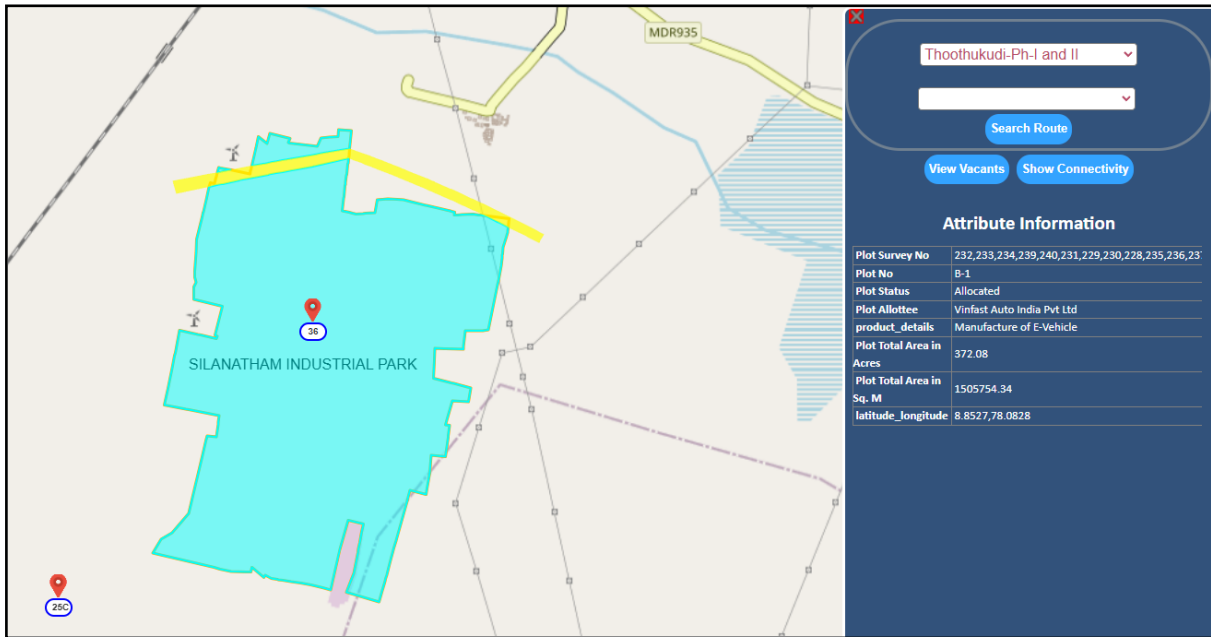 MDR935
36
SILANATHAM INDUSTRIAL PARK
25C
Thoothukudi-Ph-I and II
Search Route
View Vacants Show Connectivity
Attribute Information
Plot Survey No 232,233,234,239,240,231,229,230,228,235,236,237
Plot No B-1
Plot Status Allocated
Plot Allottee Vinfast Auto India Pvt Ltd
product_details Manufacture of E-Vehicle
Plot Total Area in
Acres 372.08
Plot Total Area in
Sq. M 1505754.34
latitude_longitude 8.8527,78.0828